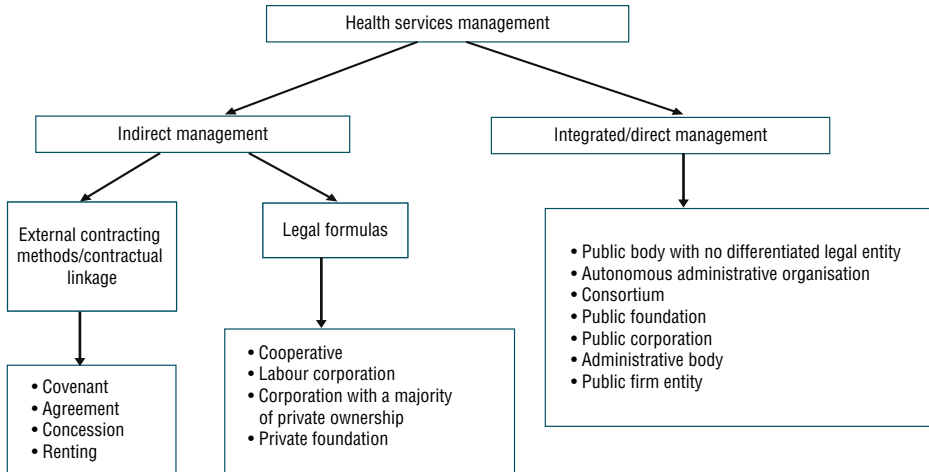 Health services management
Indirect management
Integrated/direct management
External contracting
methods/contractual
linkage
Legal formulas
• Public body with no differentiated legal entity
• Autonomous administrative organisation
• Consortium
• Public foundation
• Public corporation
• Administrative body
• Public firm entity
• Covenant
• Agreement
• Concession
• Renting
• Cooperative
• Labour corporation
• Corporation with a majority
of private ownership
• Private foundation